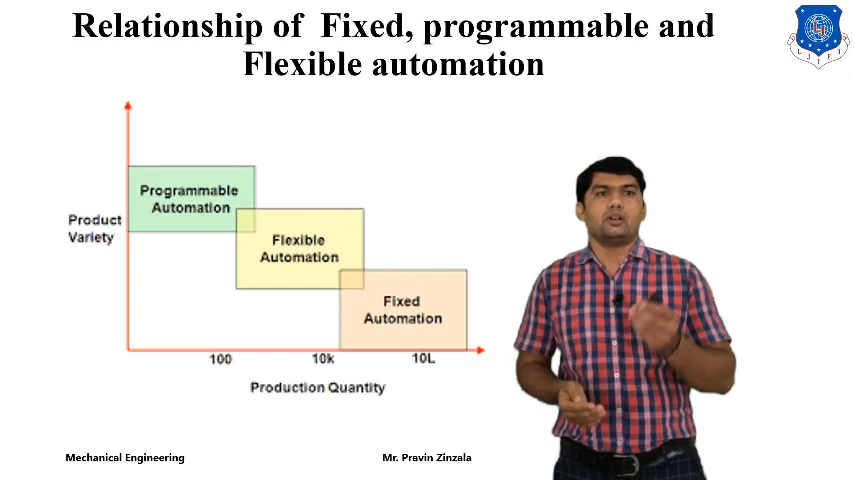 Relationship of Fixed, programmable and
Flexible automation
LJIET
Programmable
Automation
Product
Variety
Flexible
Automation
Fixed
Automation
100
10k
10L
Production Quantity
Mechanical Engineering
Mr. Pravin Zinzala